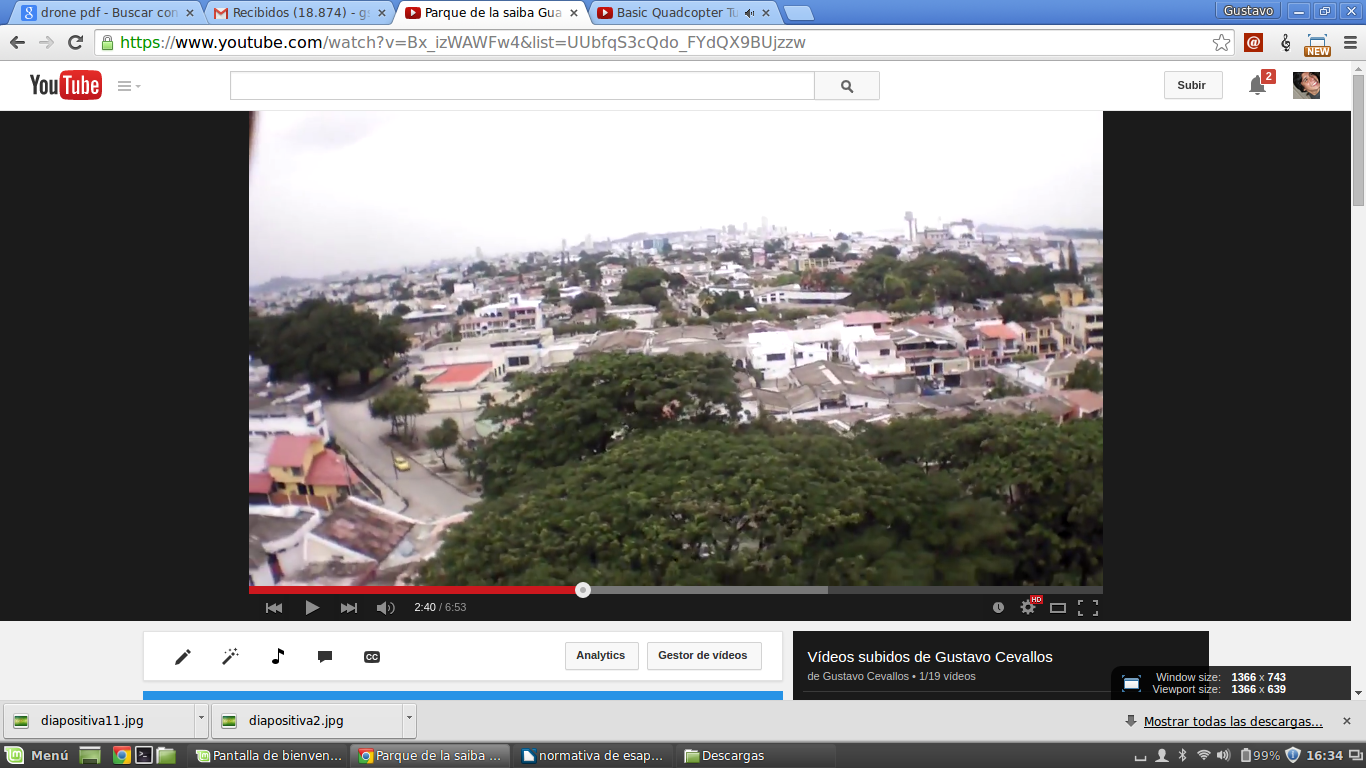 drone pdf - Buscar con
Recibidos (18.874) - gs
Parque de la saiba Gua
Basic Quadcopter Tu
Gustavo
https://www.youtube.com/watch?v=Bx_izWAWFw4&list=UUbfqS3cQdo_FYdQX9BUjzzw
NEW
YouTube
Subir
2
2:40 / 6:53
HD
CC
Analytics
Gestor de vídeos
Vídeos subidos de Gustavo Cevallos
de Gustavo Cevallos • 1/19 vídeos
Window size: 1366 x 743
Viewport size: 1366 x 639
diapositiva11.jpg
diapositiva2.jpg
Mostrar todas las descargas...
Menú
Pantalla de bienven...
Parque de la saiba ...
normativa de esap...
Descargas
99%
16:34